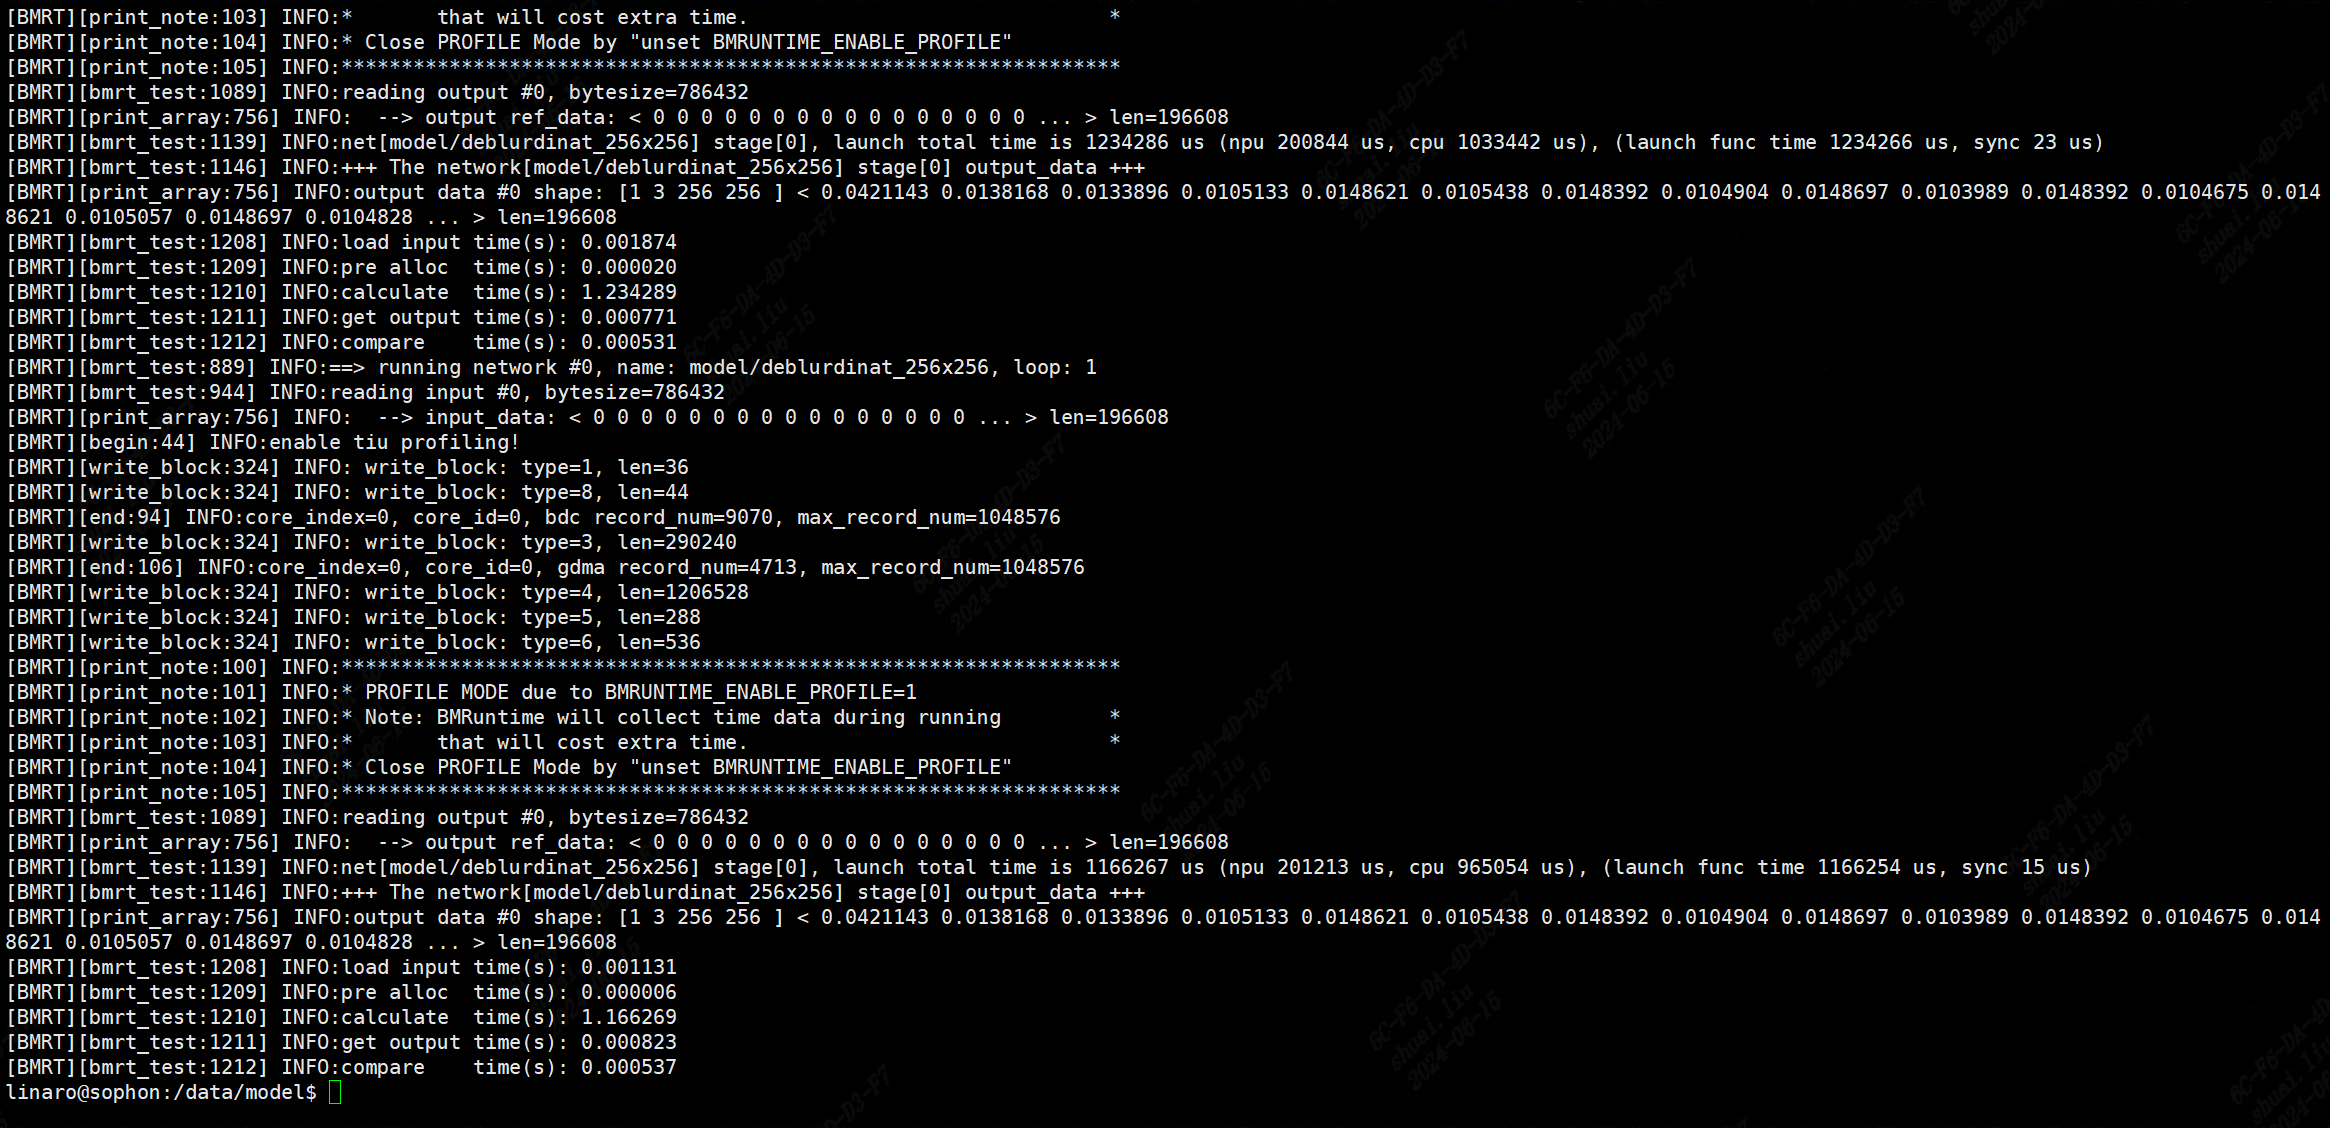 [BMRT][print_note:103] INFO:*       that will cost extra time.                              *
[BMRT][print_note:104] INFO:* Close PROFILE Mode by "unset BMRUNTIME_ENABLE_PROFILE"
[BMRT][print_note:105] INFO:*****************************************************************
[BMRT][bmrt_test:1089] INFO:reading output #0, bytesize=786432
[BMRT][print_array:756] INFO:  --> output ref_data: < 0 0 0 0 0 0 0 0 0 0 0 0 0 0 0 0 ... > len=196608
[BMRT][bmrt_test:1139] INFO:net[model/deblurdinat_256x256] stage[0], launch total time is 1234286 us (npu 200844 us, cpu 1033442 us), (launch func time 1234266 us, sync 23 us)
[BMRT][bmrt_test:1146] INFO:+++ The network[model/deblurdinat_256x256] stage[0] output_data +++
[BMRT][print_array:756] INFO:output data #0 shape: [1 3 256 256 ] < 0.0421143 0.0138168 0.0133896 0.0105133 0.0148621 0.0105438 0.0148392 0.0104904 0.0148697 0.0103989 0.0148392 0.0104675 0.014
8621 0.0105057 0.0148697 0.0104828 ... > len=196608
[BMRT][bmrt_test:1208] INFO:load input time(s): 0.001874
[BMRT][bmrt_test:1209] INFO:pre alloc  time(s): 0.000020
[BMRT][bmrt_test:1210] INFO:calculate  time(s): 1.234289
[BMRT][bmrt_test:1211] INFO:get output time(s): 0.000771
[BMRT][bmrt_test:1212] INFO:compare    time(s): 0.000531
[BMRT][bmrt_test:889] INFO:==> running network #0, name: model/deblurdinat_256x256, loop: 1
[BMRT][bmrt_test:944] INFO:reading input #0, bytesize=786432
[BMRT][print_array:756] INFO:  --> input_data: < 0 0 0 0 0 0 0 0 0 0 0 0 0 0 0 0 ... > len=196608
[BMRT][begin:44] INFO:enable tiu profiling!
[BMRT][write_block:324] INFO: write_block: type=1, len=36
[BMRT][write_block:324] INFO: write_block: type=8, len=44
[BMRT][end:94] INFO:core_index=0, core_id=0, bdc record_num=9070, max_record_num=1048576
[BMRT][write_block:324] INFO: write_block: type=3, len=290240
[BMRT][end:106] INFO:core_index=0, core_id=0, gdma record_num=4713, max_record_num=1048576
[BMRT][write_block:324] INFO: write_block: type=4, len=1206528
[BMRT][write_block:324] INFO: write_block: type=5, len=288
[BMRT][write_block:324] INFO: write_block: type=6, len=536
[BMRT][print_note:100] INFO:*****************************************************************
[BMRT][print_note:101] INFO:* PROFILE MODE due to BMRUNTIME_ENABLE_PROFILE=1
[BMRT][print_note:102] INFO:* Note: BMRuntime will collect time data during running         *
[BMRT][print_note:103] INFO:*       that will cost extra time.                              *
[BMRT][print_note:104] INFO:* Close PROFILE Mode by "unset BMRUNTIME_ENABLE_PROFILE"
[BMRT][print_note:105] INFO:*****************************************************************
[BMRT][bmrt_test:1089] INFO:reading output #0, bytesize=786432
[BMRT][print_array:756] INFO:  --> output ref_data: < 0 0 0 0 0 0 0 0 0 0 0 0 0 0 0 0 ... > len=196608
[BMRT][bmrt_test:1139] INFO:net[model/deblurdinat_256x256] stage[0], launch total time is 1166267 us (npu 201213 us, cpu 965054 us), (launch func time 1166254 us, sync 15 us)
[BMRT][bmrt_test:1146] INFO:+++ The network[model/deblurdinat_256x256] stage[0] output_data +++
[BMRT][print_array:756] INFO:output data #0 shape: [1 3 256 256 ] < 0.0421143 0.0138168 0.0133896 0.0105133 0.0148621 0.0105438 0.0148392 0.0104904 0.0148697 0.0103989 0.0148392 0.0104675 0.014
8621 0.0105057 0.0148697 0.0104828 ... > len=196608
[BMRT][bmrt_test:1208] INFO:load input time(s): 0.001131
[BMRT][bmrt_test:1209] INFO:pre alloc  time(s): 0.000006
[BMRT][bmrt_test:1210] INFO:calculate  time(s): 1.166269
[BMRT][bmrt_test:1211] INFO:get output time(s): 0.000823
[BMRT][bmrt_test:1212] INFO:compare    time(s): 0.000537
linaro@sophon:/data/model$